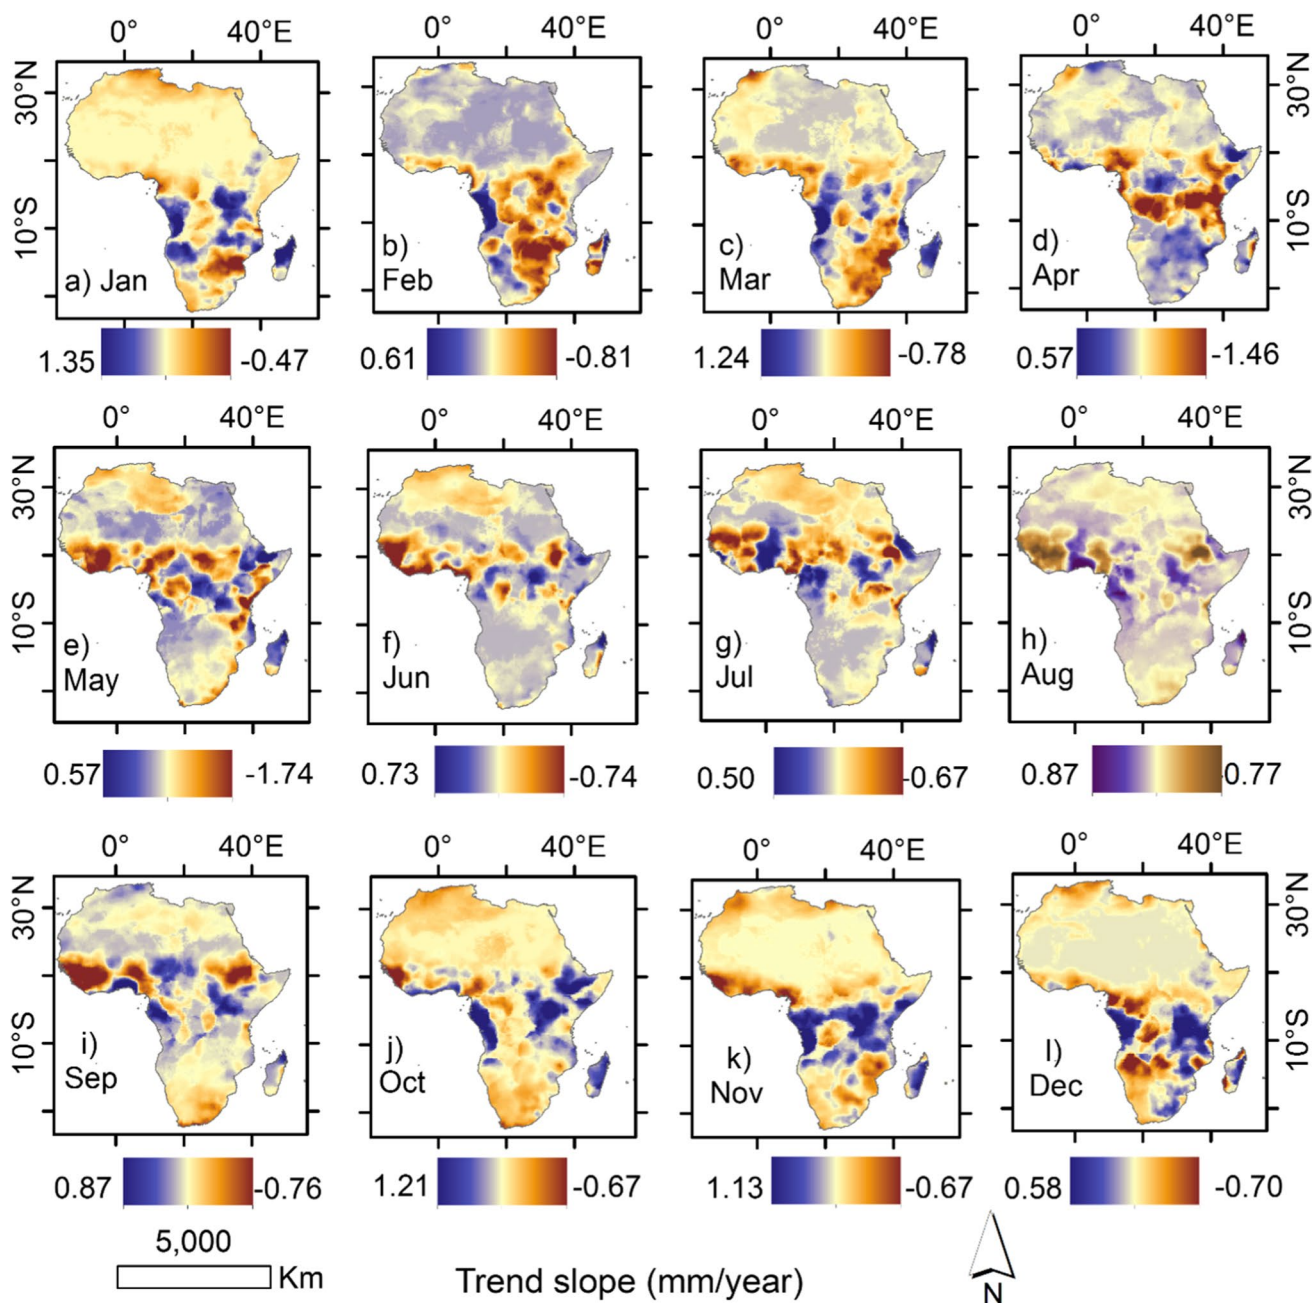 0° 40°E 0° 40°E 0° 40°E 0° 40°E
30°N 30°N
10°S 10°S
a) Jan
b)
Feb
c)
Mar
d)
Apr
1.35 -0.47 0.61 -0.81 1.24 -0.78 0.57 -1.46
0° 40°E 0° 40°E 0° 40°E 0° 40°E
30°N 30°N
10°S 10°S
e)
May
f)
Jun
g)
Jul
h)
Aug
0.57 -1.74 0.73 -0.74 0.50 -0.67 0.87 0.77
0° 40°E 0° 40°E 0° 40°E 0° 40°E
30°N 30°N
10°S 10°S
i)
Sep
j)
Oct
k)
Nov
l)
Dec
0.87 -0.76 1.21 -0.67 1.13 -0.67 0.58 -0.70
5,000
Km
Trend slope (mm/year)
N